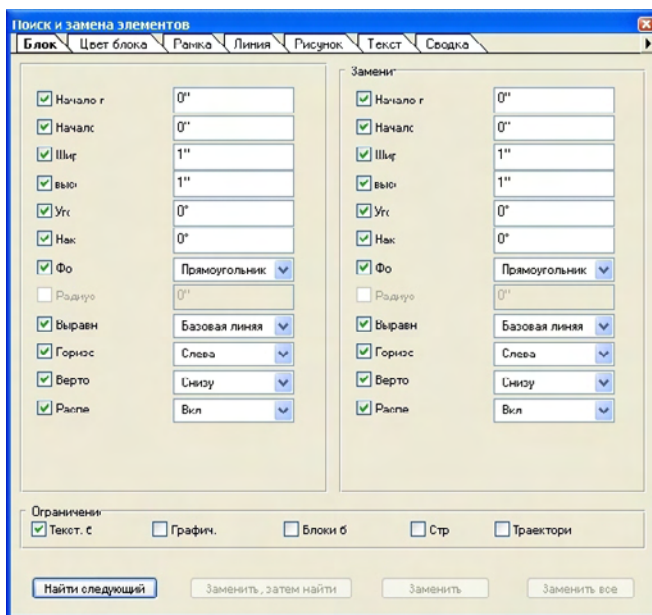 Поиск и замена элементов
Блок Цвет блока Рамка Линия Рисунок Текст Сводка
Замени
Начало г 0" Начало г 0"
Началс 0" Началс 0"
Шир 1" Шир 1"
выс 1" выс 1"
Угс 0° Угс 0°
Нак 0° Нак 0°
Фо Прямоугольник Фо Прямоугольник
Радиус 0" Радиус 0"
Выравн Базовая линия Выравн Базовая линия
Горизс Слева Горизс Слева
Верто Снизу Верто Снизу
Распе Вкл Распе Вкл
Ограничени
Текст. б Графич. Блоки б Стр Траектори
Найти следующий Заменить, затем найти Заменить Заменить все